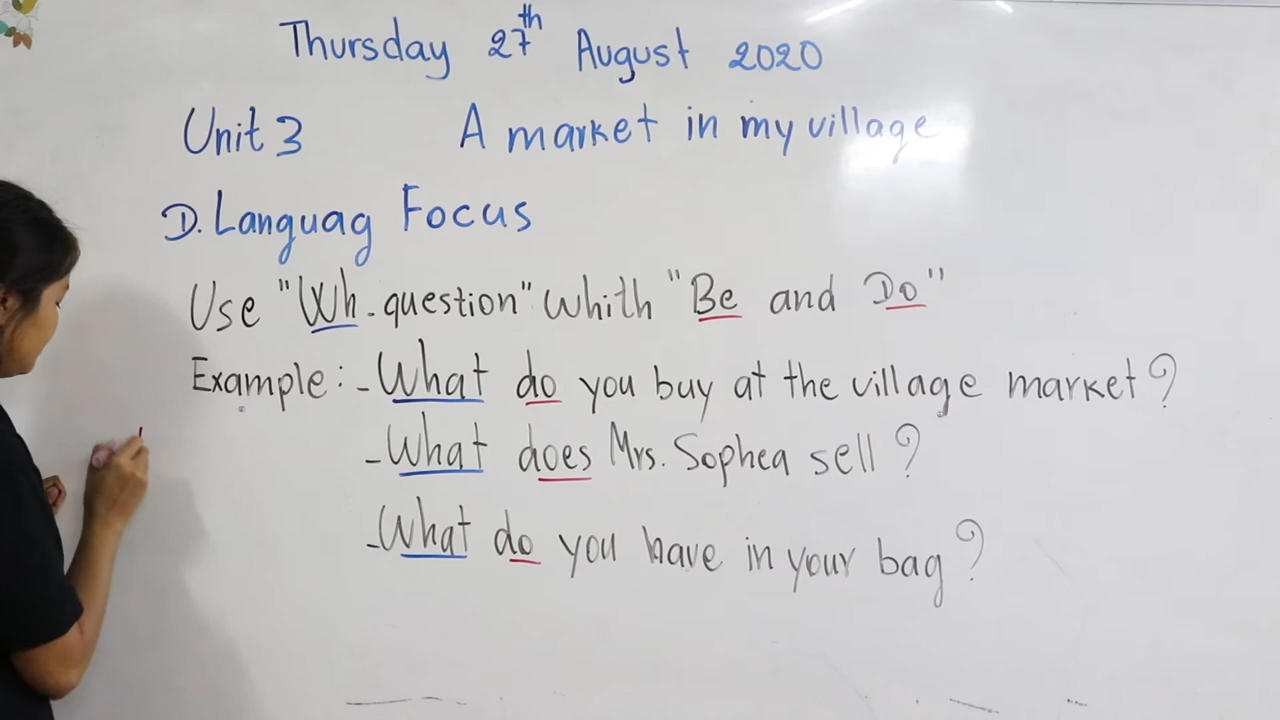 Thursday 27th August 2020
Unit 3 A market in my village
D. Languag Focus
Use "Wh. question" Whith "Be and Do"
Example: - What do you buy at the village market?
- What does Mrs. Sophea sell?
- What do you have in your bag?